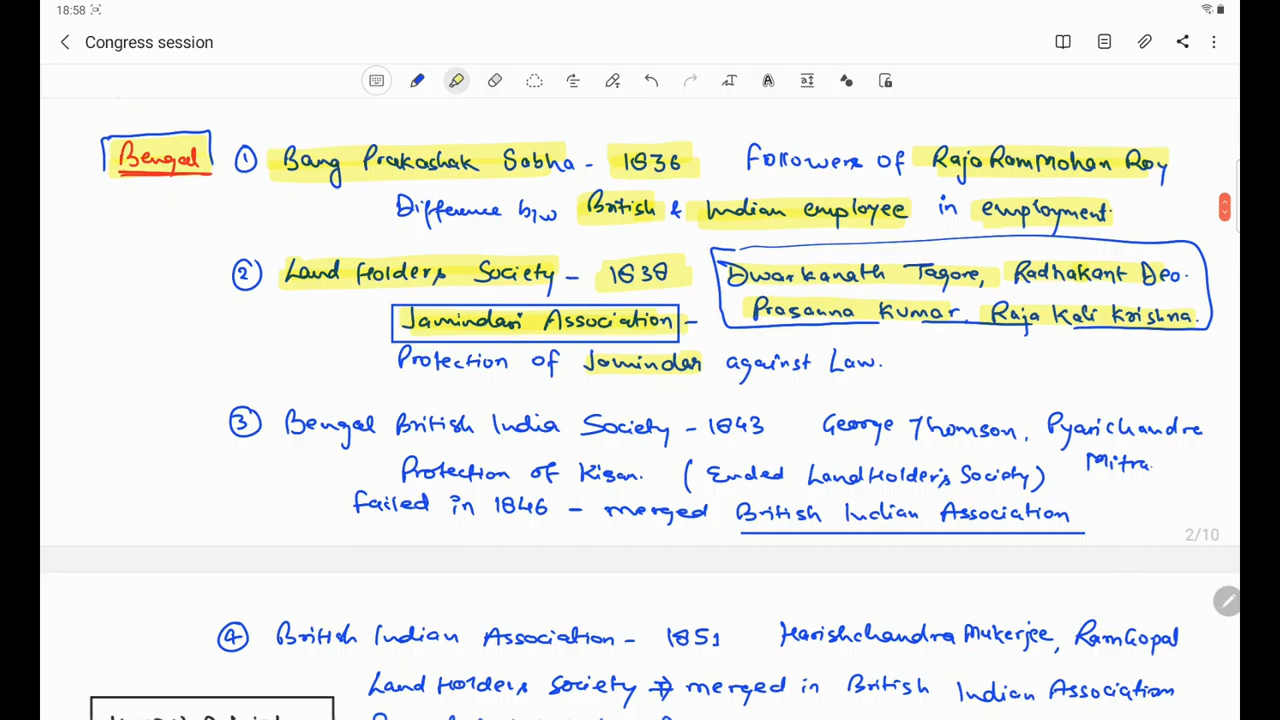 18:58
Congress session
Bengal ① Bang Prakashak Sabha - 1836 Followers of Raja RamMohan Roy
Difference b/w British & Indian employee in employment.
② Land Holders Society - 1838 Dwarkanath Tagore, Radhakant Deo.
Jamindari Association - Prasanna Kumar, Raja Kali Krishna.
Protection of Jamindar against Law.
③ Bengal British India Society - 1843 George Thomson, Pyarichandra
Mitra.
Protection of Kisan. (Ended LandHolder's Society)
failed in 1846 - merged British Indian Association
2/10
④ British Indian Association - 1851 Harishchandra Mukerjee, RamGopal
Land Holders Society → merged in British Indian Association